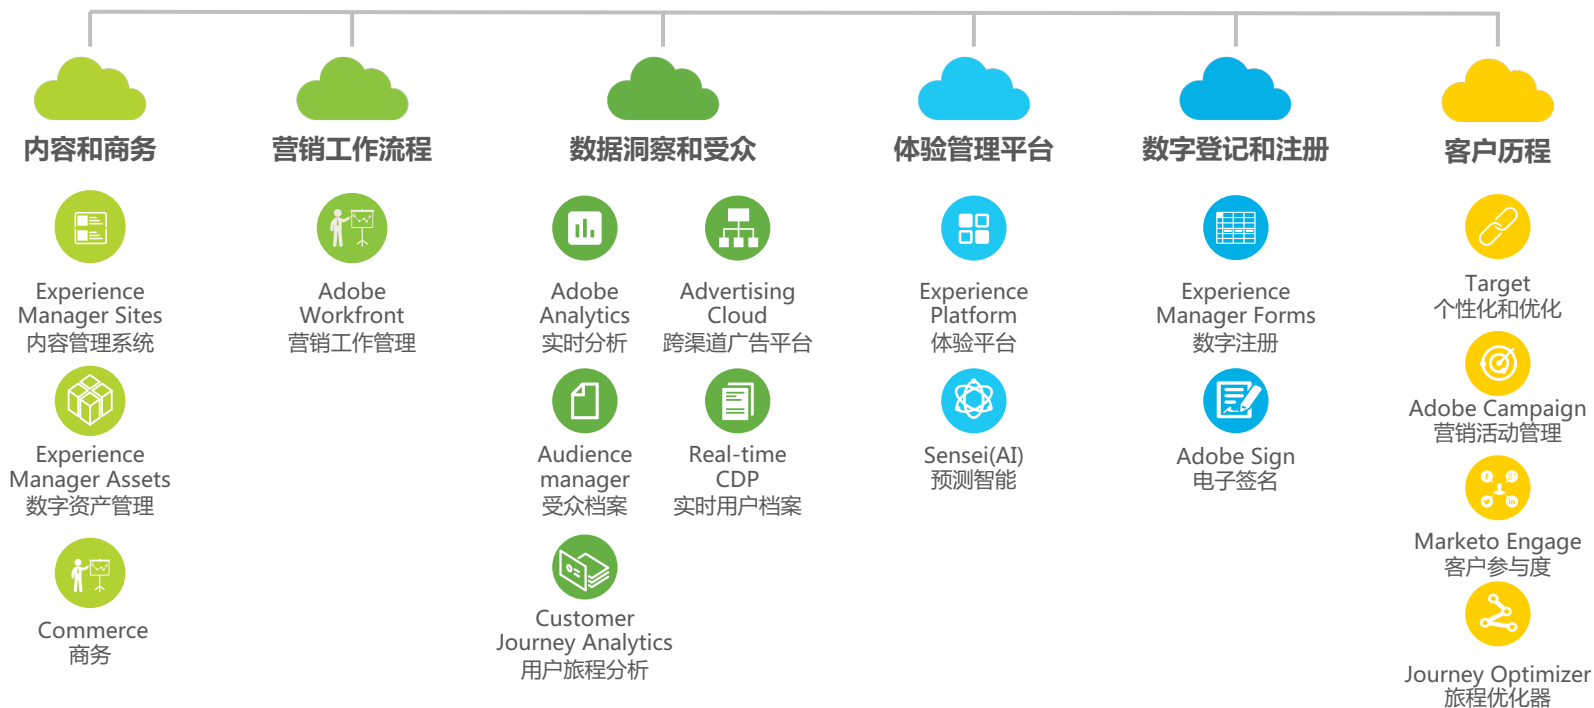 内容和商务
Experience
Manager Sites
内容管理系统
Experience
Manager Assets
数字资产管理
Commerce
商务
营销工作流程
Adobe
Workfront
营销工作管理
数据洞察和受众
Adobe
Analytics
实时分析
Advertising
Cloud
跨渠道广告平台
Audience
manager
受众档案
Real-time
CDP
实时用户档案
Customer
Journey Analytics
用户旅程分析
体验管理平台
Experience
Platform
体验平台
Sensei(AI)
预测智能
数字登记和注册
Experience
Manager Forms
数字注册
Adobe Sign
电子签名
客户历程
Target
个性化和优化
Adobe Campaign
营销活动管理
Marketo Engage
客户参与度
Journey Optimizer
旅程优化器